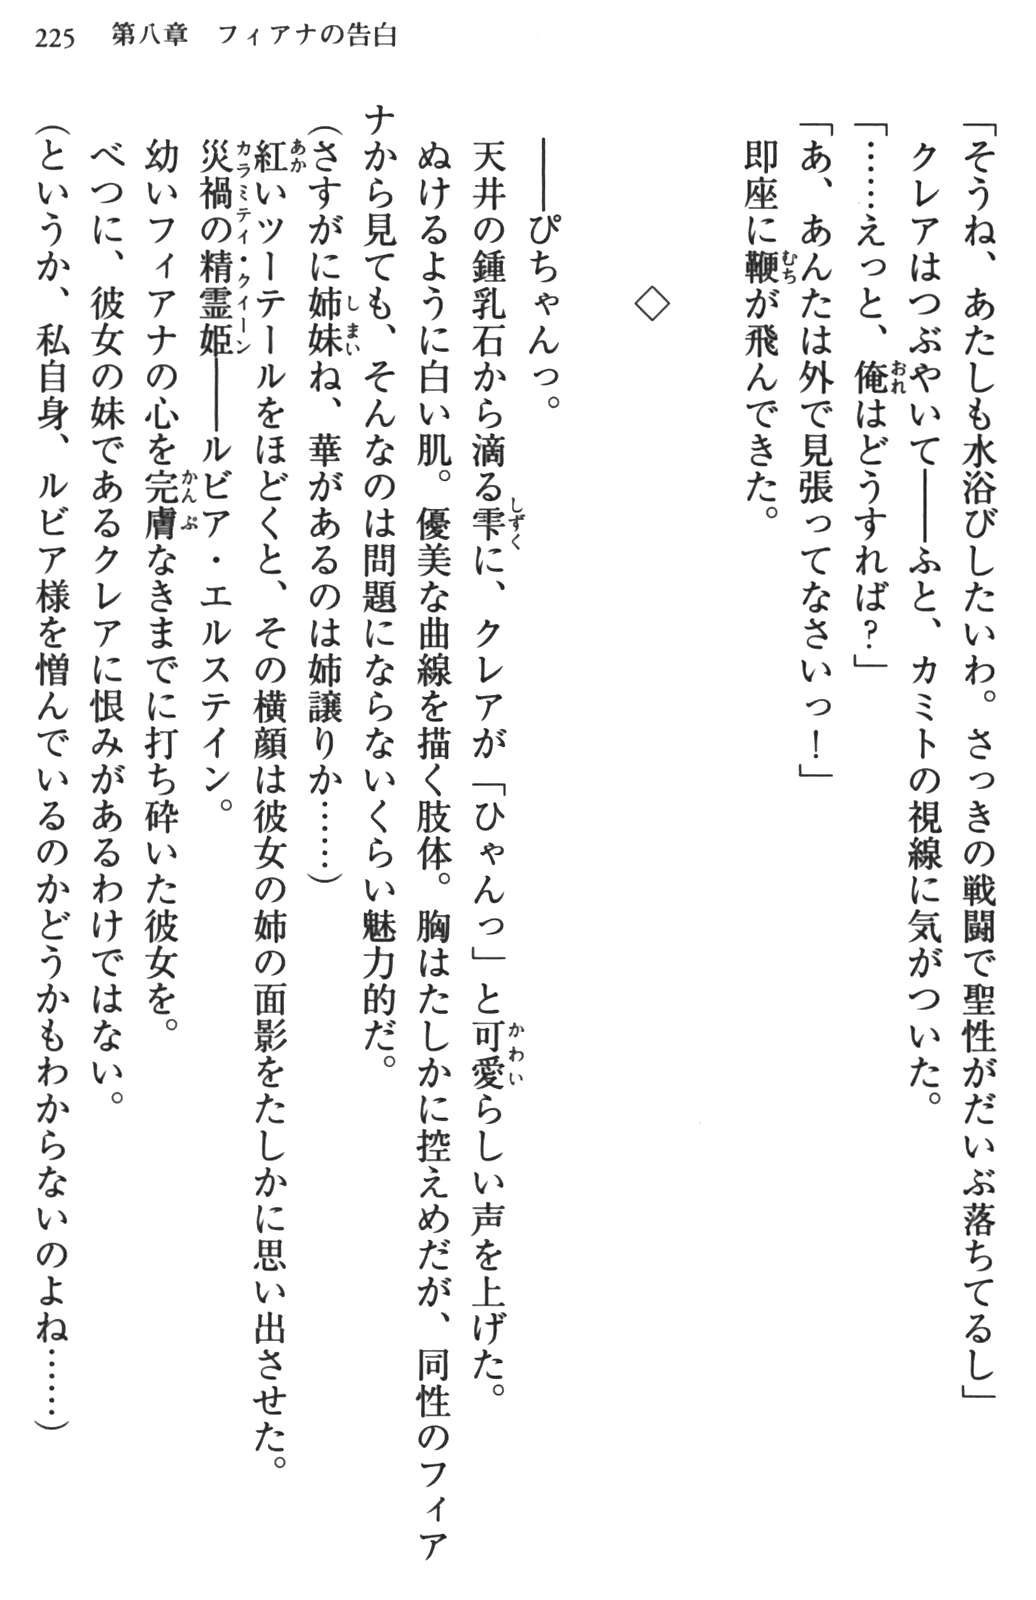 225　第八章　フィアナの告白
「そうね、あたしも水浴びしたいわ。さっきの戦闘で聖性がだいぶ落ちてるし」
クレアはつぶやいて――ふと、カミトの視線に気がついた。
「……えっと、俺はどうすれば？」
「あ、あんたは外で見張ってなさいっ！」
即座に鞭が飛んできた。
◇
――ぴちゃんっ。
天井の鍾乳石から滴る雫に、クレアが「ひゃんっ」と可愛らしい声を上げた。
ぬけるように白い肌。優美な曲線を描く肢体。胸はたしかに控えめだが、同性のフィア
ナから見ても、そんなのは問題にならないくらい魅力的だ。
（さすがに姉妹ね、華があるのは姉譲りか……）
紅いツーテールをほどくと、その横顔は彼女の姉の面影をたしかに思い出させた。
災禍の精霊姫――ルビア・エルステイン。
幼いフィアナの心を完膚なきまでに打ち砕いた彼女を。
べつに、彼女の妹であるクレアに恨みがあるわけではない。
（というか、私自身、ルビア様を憎んでいるのかどうかもわからないのよね……）